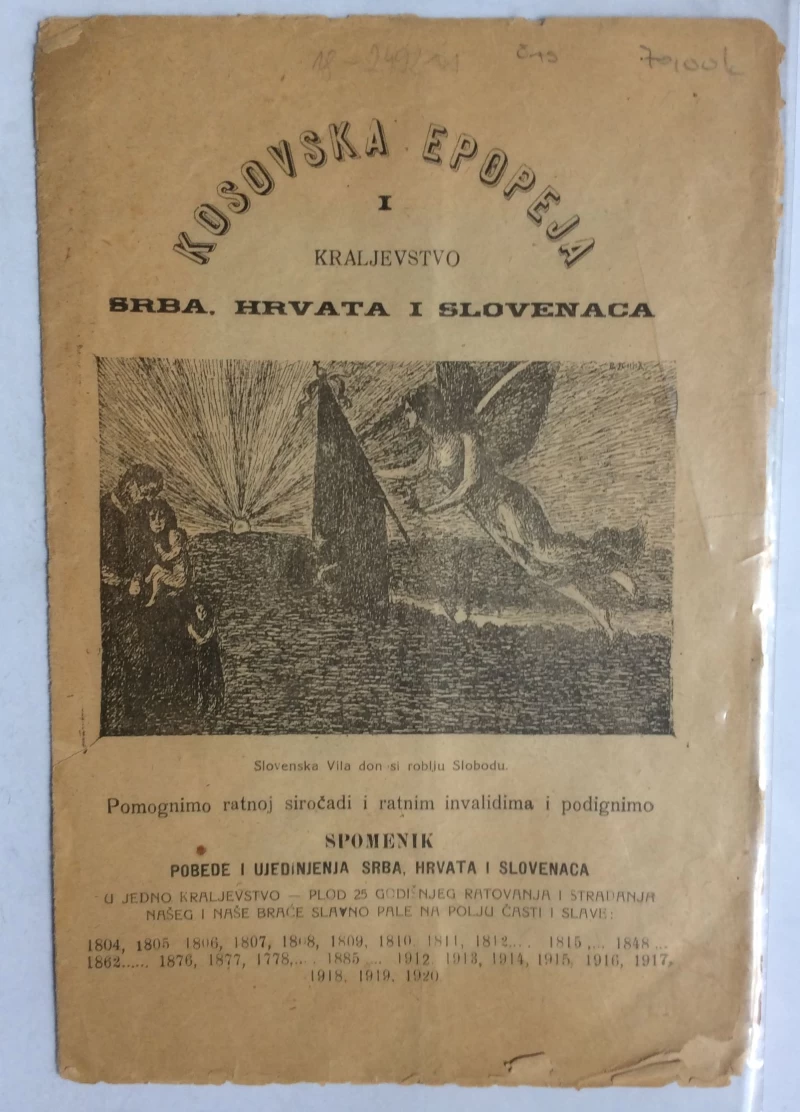 čas
70,00 k
KOSOVSKA EPOPEJA
I
KRALJEVSTVO
SRBA, HRVATA I SLOVENACA
Slovenska Vila don si roblju Slobodu.
Pomognimo ratnoj siročadi i ratnim invalidima i podignimo
SPOMENIK
POBEDE I UJEDINJENJA SRBA, HRVATA I SLOVENACA
U JEDNO KRALJEVSTVO — PLOD 25 GODIŠNJEG RATOVANJA I STRADANJA
NAŠEG I NAŠE BRAĆE SLAVNO PALE NA POLJU ČASTI I SLAVE:
1804, 1805 1806, 1807, 1808, 1809, 1810 1811, 1812.... 1815.... 1848...
1862...... 1876, 1877, 1778,.... 1885 .... 1912 1913, 1914, 1915, 1916, 1917,
1918, 1919, 1920